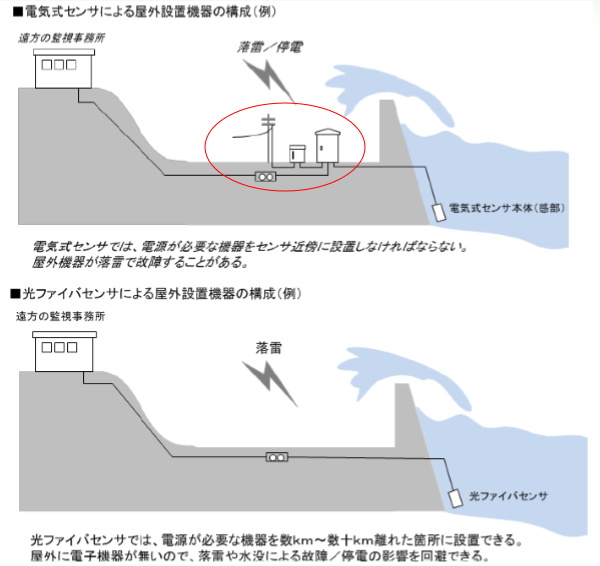 ■電気式センサによる屋外設置機器の構成（例）
遠方の監視事務所
落雷／停電
電気式センサ本体（感部）
電気式センサでは、電源が必要な機器をセンサ近傍に設置しなければならない。
屋外機器が落雷で故障することがある。
■光ファイバセンサによる屋外設置機器の構成（例）
遠方の監視事務所
落雷
光ファイバセンサ
光ファイバセンサでは、電源が必要な機器を数ｋｍ～数十ｋｍ離れた箇所に設置できる。
屋外に電子機器が無いので、落雷や水没による故障／停電の影響を回避できる。